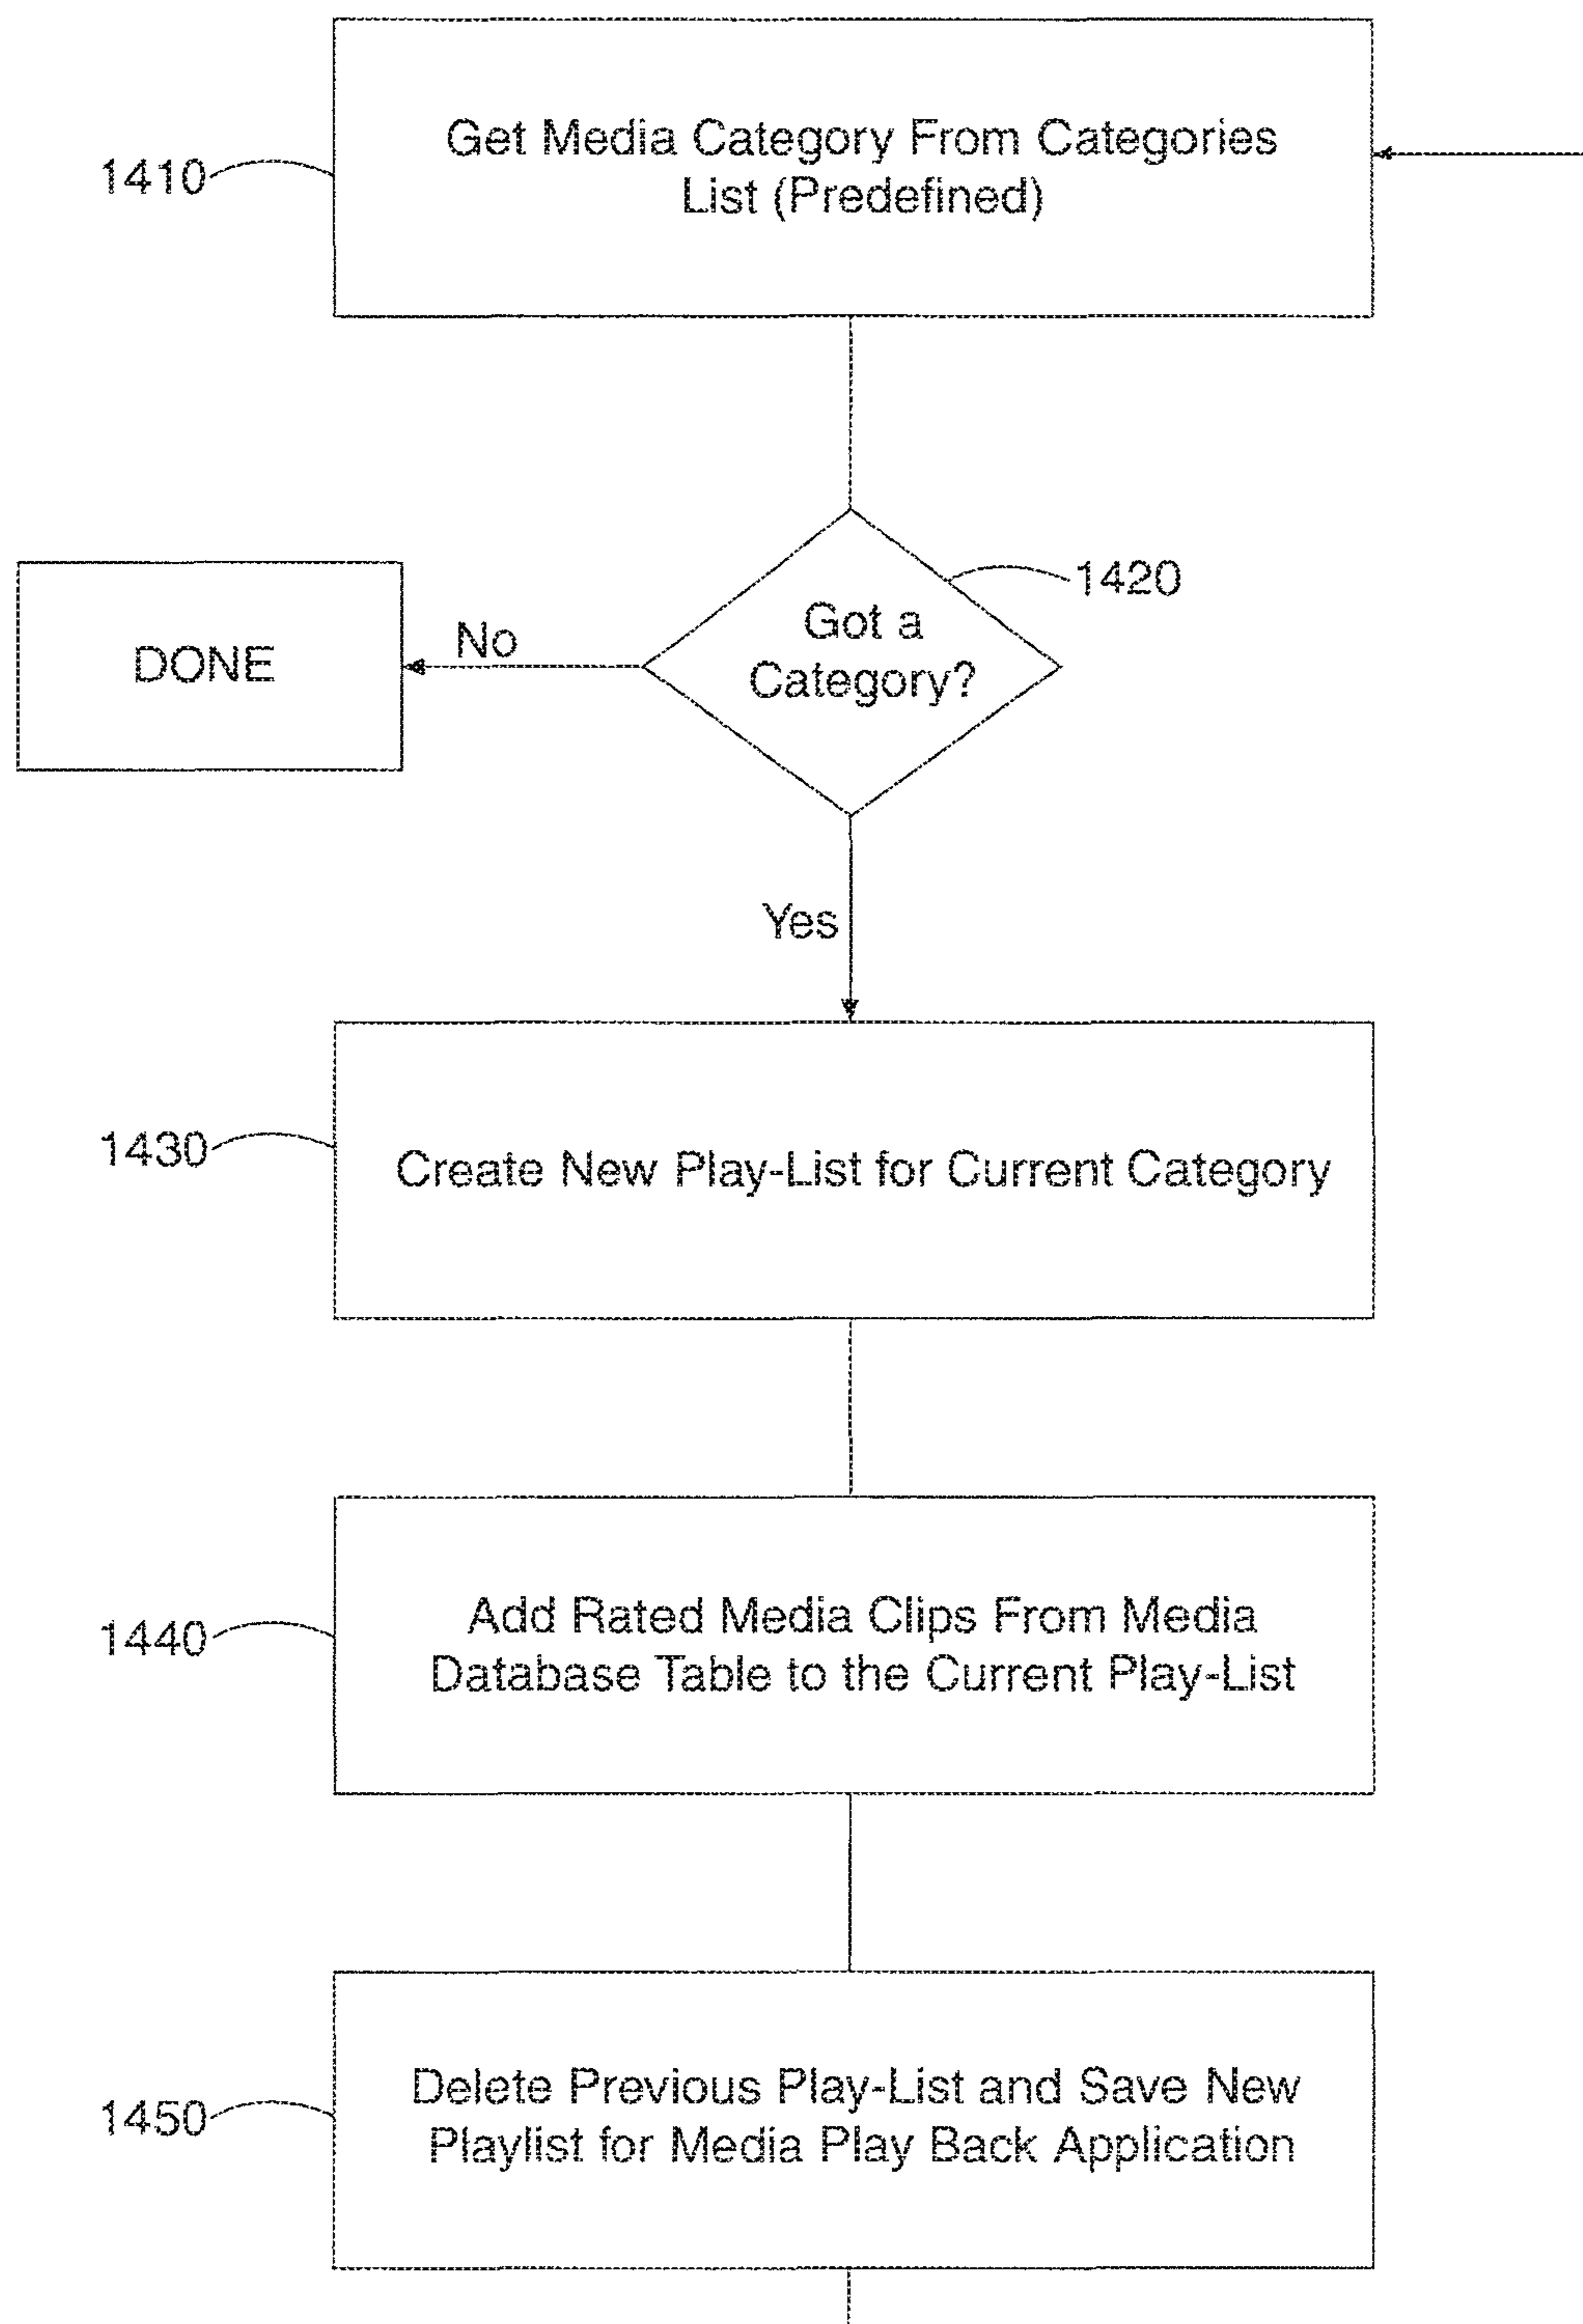 Get Media Category From Categories
List (Predefined)
1410
1420
Got a
Category?
No
DONE
Yes
1430
Create New Play-List for Current Category
Add Rated Media Clips From Media
1440
Database Table to the Current Play-List
Delete Previous Play-List and Save New
1450
Playlist for Media Play Back Application